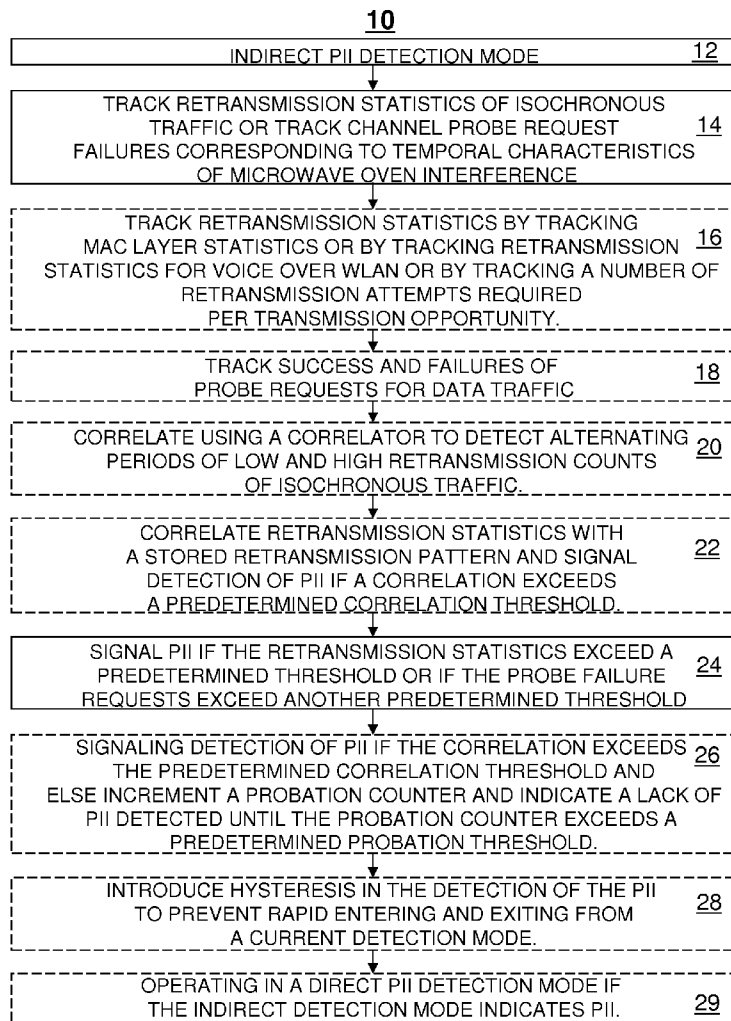 10
INDIRECT PII DETECTION MODE 12
TRACK RETRANSMISSION STATISTICS OF ISOCHRONOUS
TRAFFIC OR TRACK CHANNEL PROBE REQUEST 14
FAILURES CORRESPONDING TO TEMPORAL CHARACTERISTICS
OF MICROWAVE OVEN INTERFERENCE
TRACK RETRANSMISSION STATISTICS BY TRACKING
MAC LAYER STATISTICS OR BY TRACKING RETRANSMISSION 16
STATISTICS FOR VOICE OVER WLAN OR BY TRACKING A NUMBER OF
RETRANSMISSION ATTEMPTS REQUIRED
PER TRANSMISSION OPPORTUNITY.
TRACK SUCCESS AND FAILURES OF 18
PROBE REQUESTS FOR DATA TRAFFIC
CORRELATE USING A CORRELATOR TO DETECT ALTERNATING 20
PERIODS OF LOW AND HIGH RETRANSMISSION COUNTS
OF ISOCHRONOUS TRAFFIC.
CORRELATE RETRANSMISSION STATISTICS WITH
A STORED RETRANSMISSION PATTERN AND SIGNAL 22
DETECTION OF PII IF A CORRELATION EXCEEDS
A PREDETERMINED CORRELATION THRESHOLD.
SIGNAL PII IF THE RETRANSMISSION STATISTICS EXCEED A
PREDETERMINED THRESHOLD OR IF THE PROBE FAILURE 24
REQUESTS EXCEED ANOTHER PREDETERMINED THRESHOLD
SIGNALING DETECTION OF PII IF THE CORRELATION EXCEEDS
THE PREDETERMINED CORRELATION THRESHOLD AND 26
ELSE INCREMENT A PROBATION COUNTER AND INDICATE A LACK OF
PII DETECTED UNTIL THE PROBATION COUNTER EXCEEDS A
PREDETERMINED PROBATION THRESHOLD.
INTRODUCE HYSTERESIS IN THE DETECTION OF THE PII
TO PREVENT RAPID ENTERING AND EXITING FROM 28
A CURRENT DETECTION MODE.
OPERATING IN A DIRECT PII DETECTION MODE IF
THE INDIRECT DETECTION MODE INDICATES PII. 29